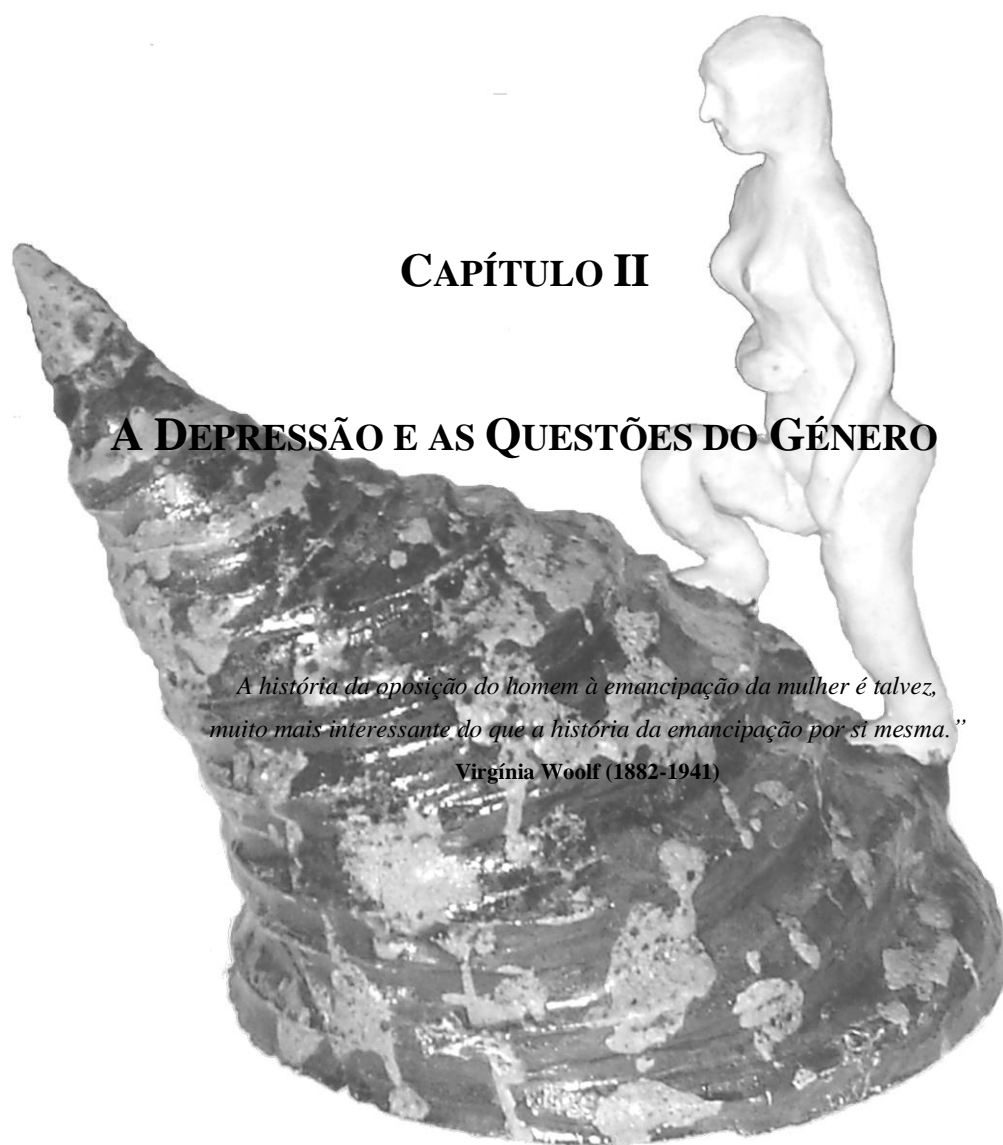 CAPÍTULO II
A DEPRESSÃO E AS QUESTÕES DO GÉNERO
A história da oposição do homem à emancipação da mulher é talvez,
muito mais interessante do que a história da emancipação por si mesma.”
Virgínia Woolf (1882-1941)